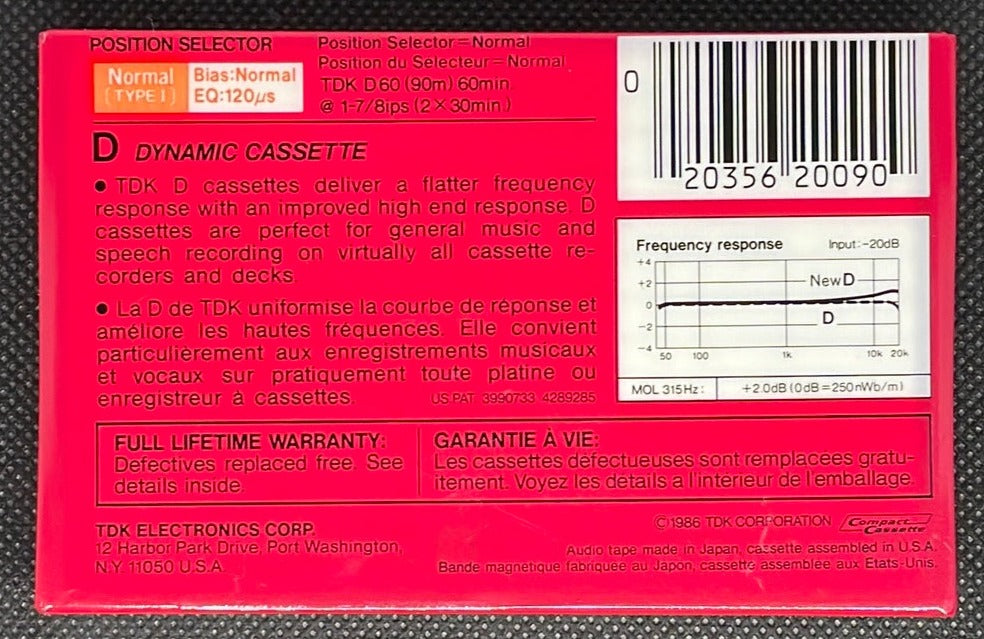 POSITION SELECTOR
Normal
(TYPE I)
Bias:Normal
EQ:120μs
Position Selector=Normal
Position du Selecteur=Normal
TDK D60 (90m) 60min
@ 1-7/8ips (2×30min.)
D DYNAMIC CASSETTE
● TDK D cassettes deliver a flatter frequency
response with an improved high end response. D
cassettes are perfect for general music and
speech recording on virtually all cassette re-
corders and decks.
● La D de TDK uniformise la courbe de réponse et
améliore les hautes fréquences. Elle convient
particulièrement aux enregistrements musicaux
et vocaux sur pratiquement toute platine ou
enregistreur à cassettes.
US.PAT. 3990733 4289285
0
20356 20090
Frequency response Input:-20dB
+4
+2
0
-2
-4
New D
D
50 100 1k 10k 20k
MOL 315Hz: +2.0dB (0dB=250nWb/m)
FULL LIFETIME WARRANTY:
Defectives replaced free. See
details inside.
GARANTIE À VIE:
Les cassettes défectueuses sont remplacées gratu-
itement. Voyez les details a l'interieur de l'emballage.
TDK ELECTRONICS CORP.
12 Harbor Park Drive, Port Washington,
N.Y. 11050 U.S.A.
©1986 TDK CORPORATION
Compact
Cassette
Audio tape made in Japan, cassette assembled in U.S.A.
Bande magnetique fabriquee au Japon, cassette assemblee aux Etats-Unis.